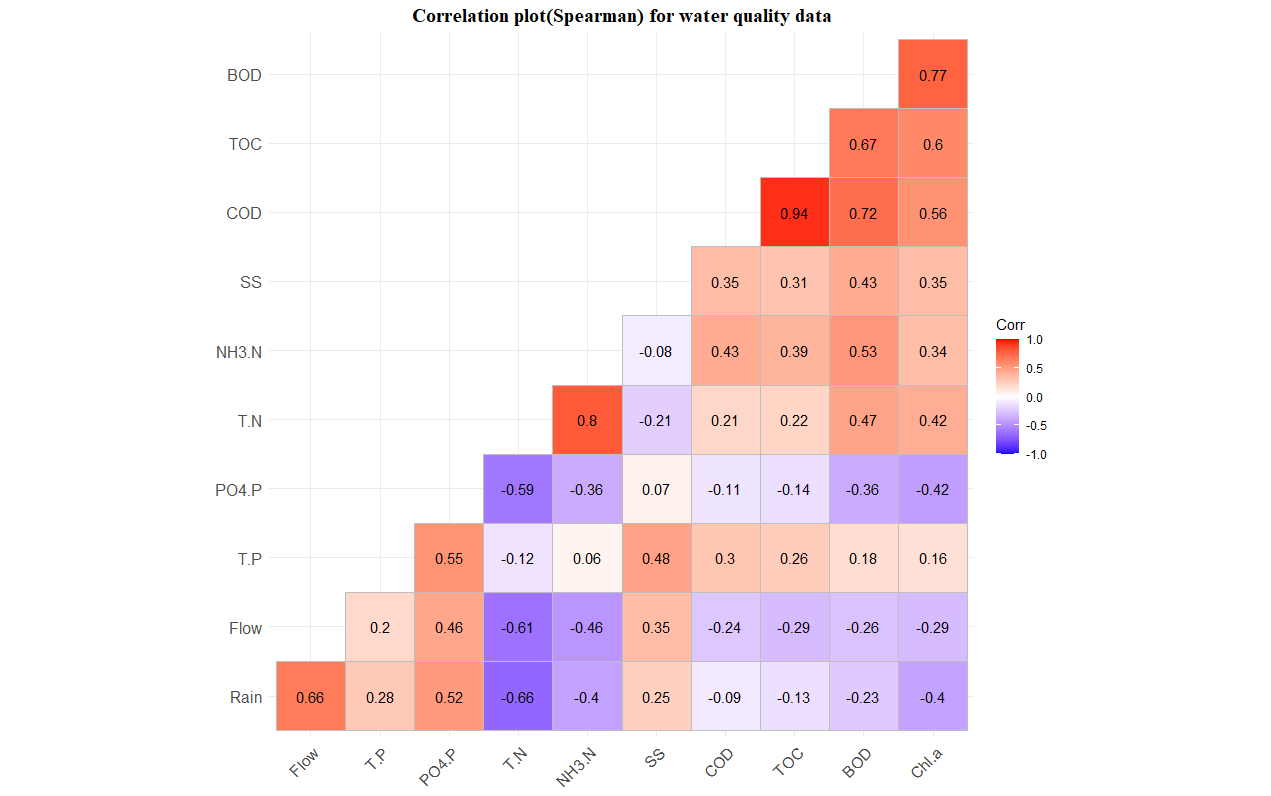 Correlation plot(Spearman) for water quality data
BOD 0.77
TOC 0.67 0.6
COD 0.94 0.72 0.56
SS 0.35 0.31 0.43 0.35
NH3.N -0.08 0.43 0.39 0.53 0.34
T.N 0.8 -0.21 0.21 0.22 0.47 0.42
PO4.P -0.59 -0.36 0.07 -0.11 -0.14 -0.36 -0.42
T.P 0.55 -0.12 0.06 0.48 0.3 0.26 0.18 0.16
Flow 0.2 0.46 -0.61 -0.46 0.35 -0.24 -0.29 -0.26 -0.29
Rain 0.66 0.28 0.52 -0.66 -0.4 0.25 -0.09 -0.13 -0.23 -0.4
Flow T.P PO4.P T.N NH3.N SS COD TOC BOD Chl.a
Corr
1.0
0.5
0.0
-0.5
-1.0